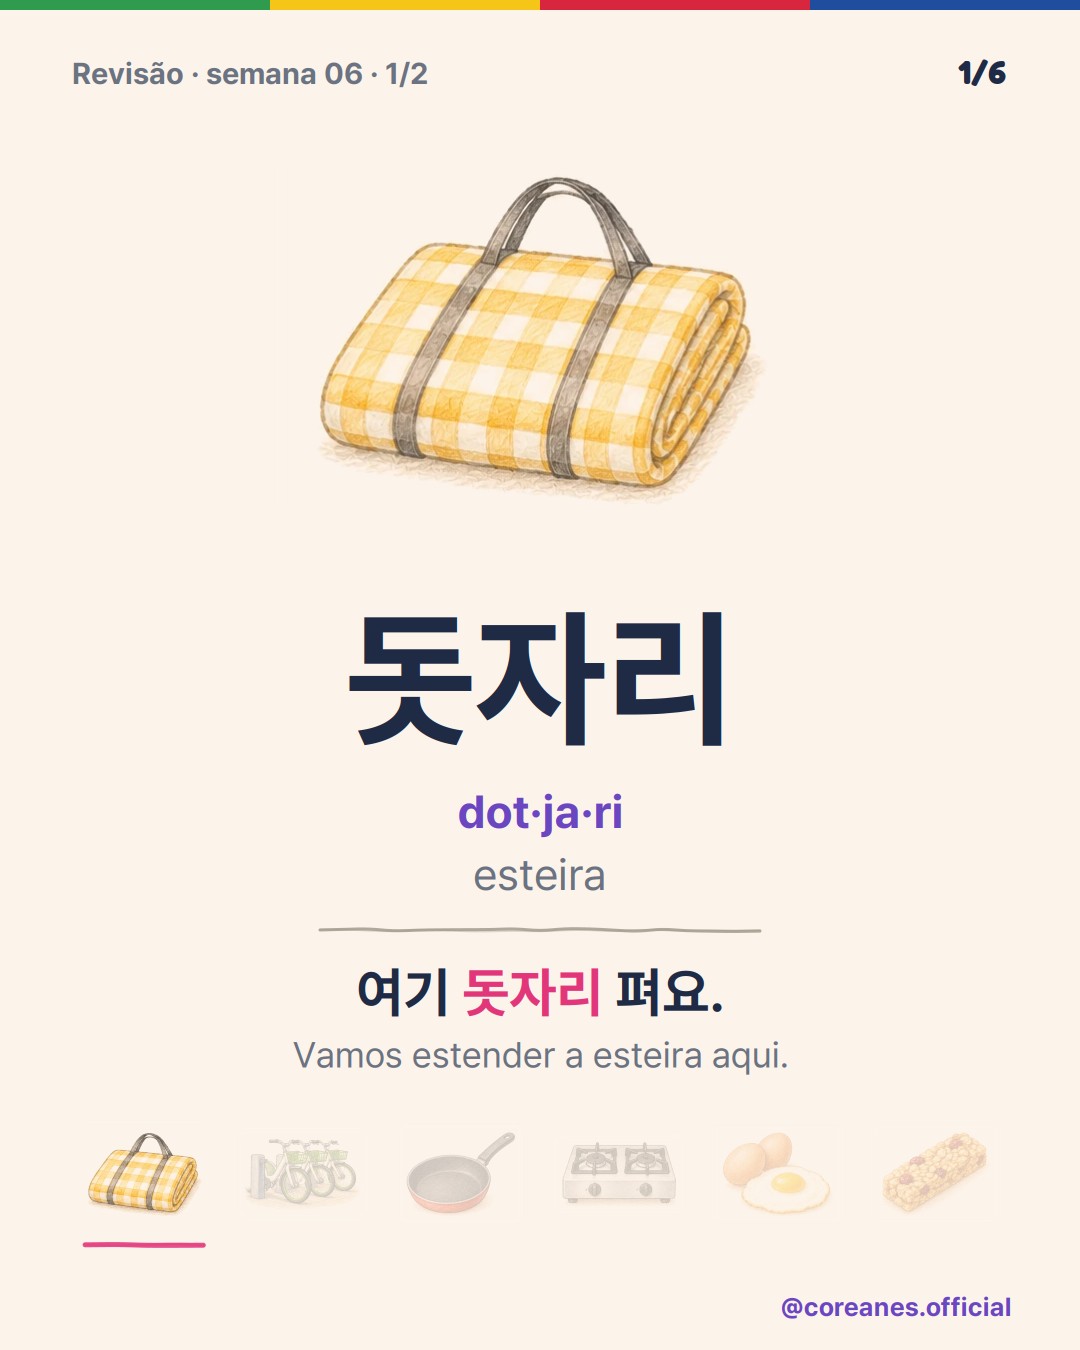 Revisão · semana 06 · 1/2
1/6
돗자리
dot·ja·ri
esteira
여기 돗자리 펴요.
Vamos estender a esteira aqui.
@coreanes.official